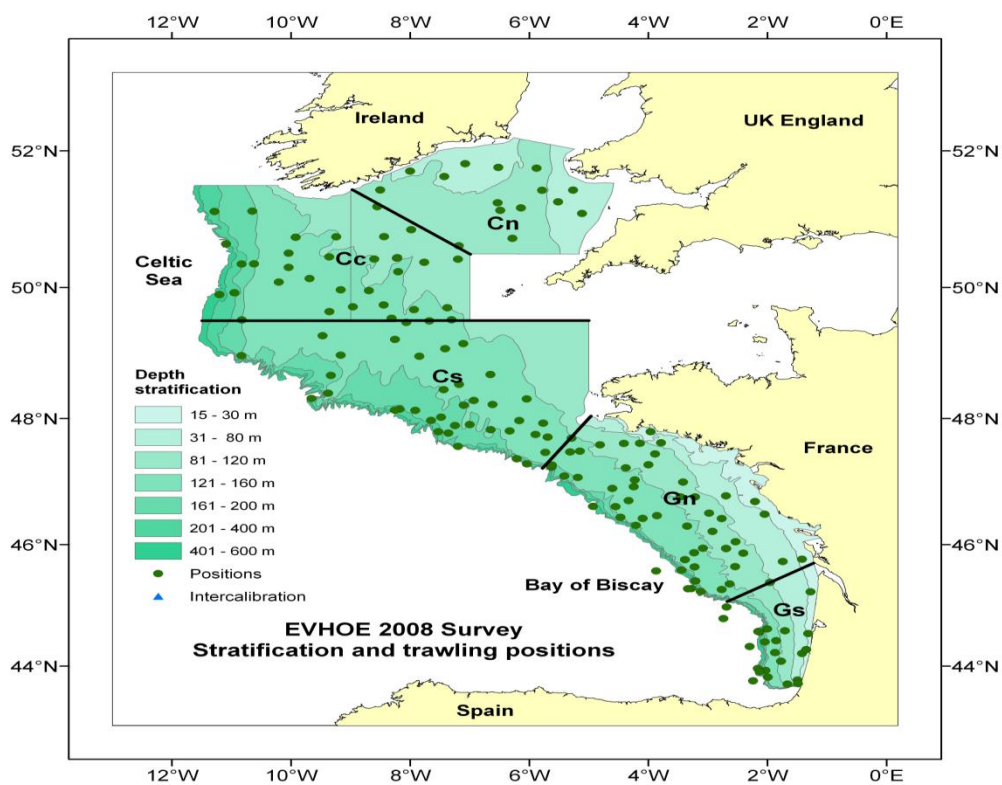 12°W 10°W 8°W 6°W 4°W 2°W 0°E
Ireland
UK England
52°N 52°N
Cn
Cc
Celtic
Sea
50°N 50°N
Cs
Depth
stratification
15 - 30 m
48°N 48°N
31 - 80 m
France
81 - 120 m
121 - 160 m
Gn
161 - 200 m
201 - 400 m
46°N 46°N
401 - 600 m
Positions
Bay of Biscay
Intercalibration
Gs
EVHOE 2008 Survey
Stratification and trawling positions
44°N 44°N
Spain
12°W 10°W 8°W 6°W 4°W 2°W 0°E